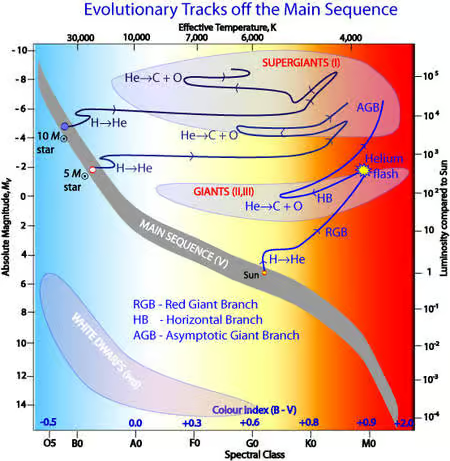 Evolutionary Tracks off the Main Sequence
Effective Temperature, K
30,000 10,000 7,000 6,000 4,000
-10
-8
-6
-4
-2
0
2
4
6
8
10
12
14
Absolute Magnitude, Mv
SUPERGIANTS (I)
He→C + O
10⁵
AGB
10⁴
H→He
He→C + O
10 M☉
star
10³
5 M☉
star
H→He
Helium
flash
10²
GIANTS (II,III)
HB
He→C + O
10
RGB
MAIN SEQUENCE (V)
H→He
Sun
1
Luminosity compared to Sun
RGB - Red Giant Branch
HB - Horizontal Branch
AGB - Asymptotic Giant Branch
10⁻¹
10⁻²
10⁻³
10⁻⁴
WHITE DWARFS
Colour Index (B - V)
-0.5 0.0 +0.3 +0.6 +0.8 +0.9 +2.0
O5 B0 A0 F0 G0 K0 M0
Spectral Class